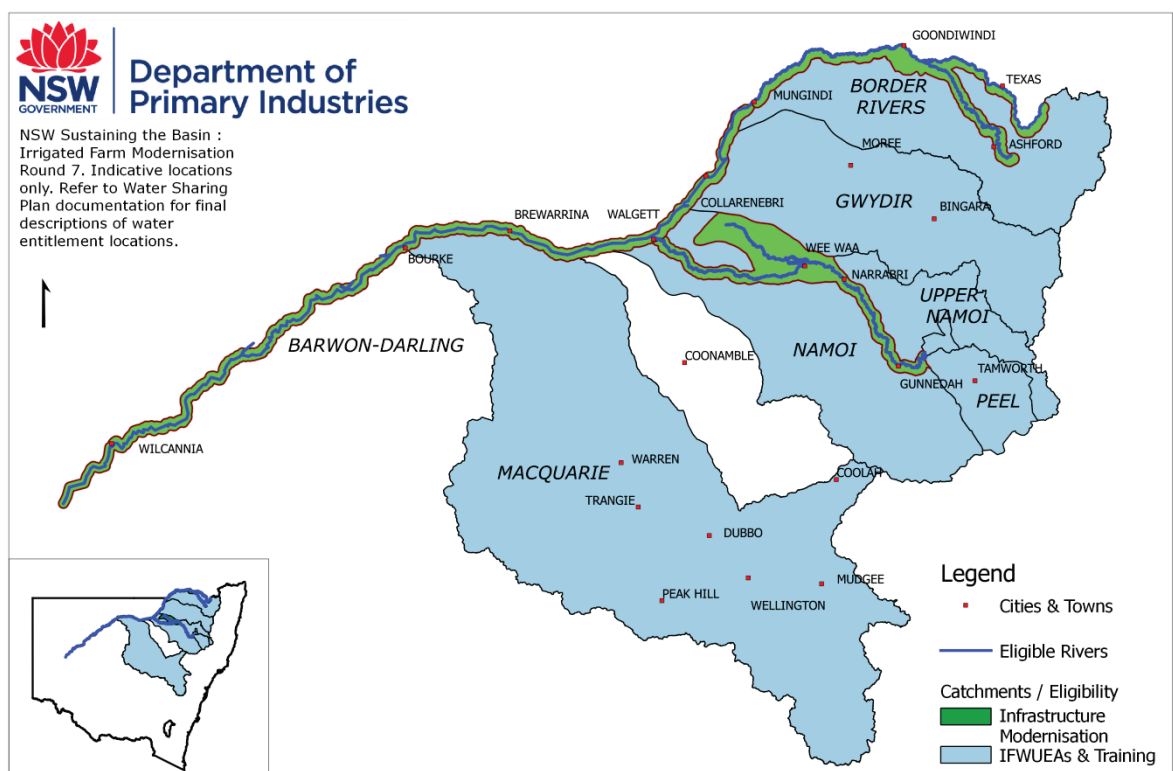 NSW
GOVERNMENT
Department of
Primary Industries
NSW Sustaining the Basin :
Irrigated Farm Modernisation
Round 7. Indicative locations
only. Refer to Water Sharing
Plan documentation for final
descriptions of water
entitlement locations.
GOONDIWINDI
TEXAS
BORDER
RIVERS
MUNGINDI
ASHFORD
MOREE
GWYDIR
BINGARA
COLLARENEBRI
BREWARRINA
WALGETT
WEE WAA
BOURKE
NARRABRI
UPPER
NAMOI
BARWON-DARLING
NAMOI
COONAMBLE
GUNNEDAH
TAMWORTH
PEEL
WILCANNIA
MACQUARIE
WARREN
COOLAH
TRANGIE
DUBBO
MUDGEE
PEAK HILL
WELLINGTON
Legend
Cities & Towns
Eligible Rivers
Catchments / Eligibility
Infrastructure
Modernisation
IFWUEAs & Training